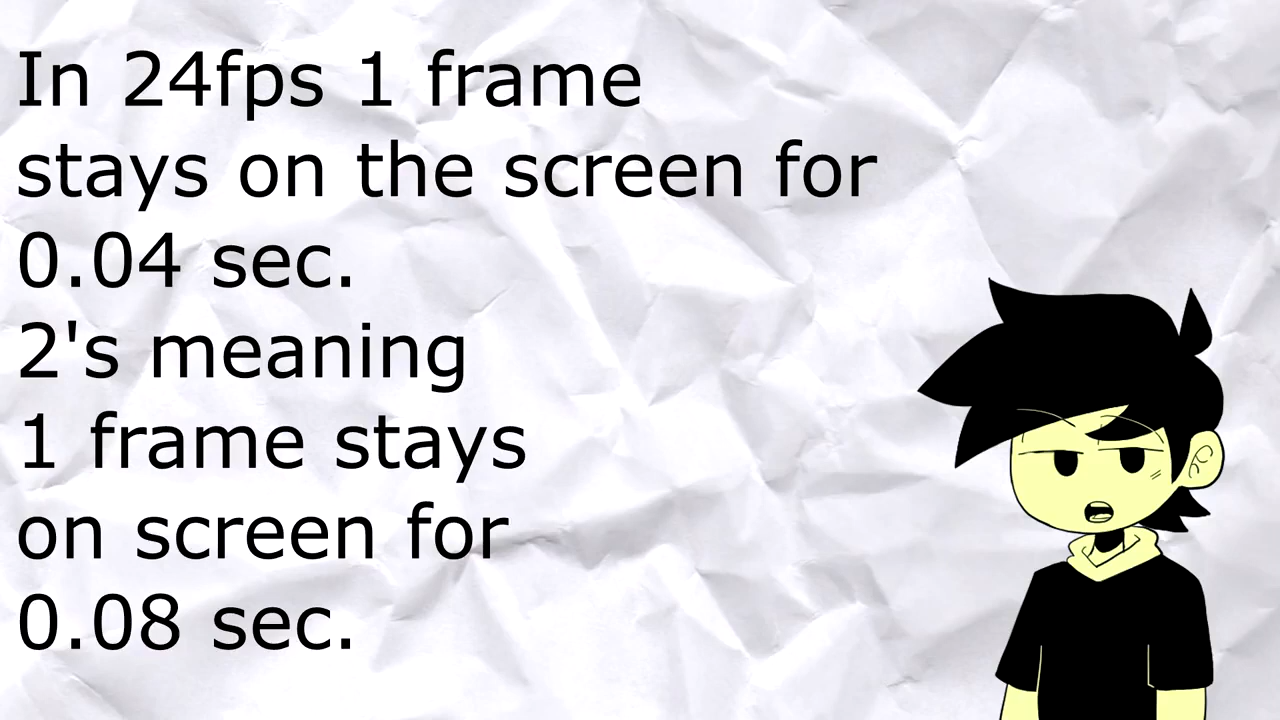 In 24fps 1 frame
stays on the screen for
0.04 sec.
2's meaning
1 frame stays
on screen for
0.08 sec.